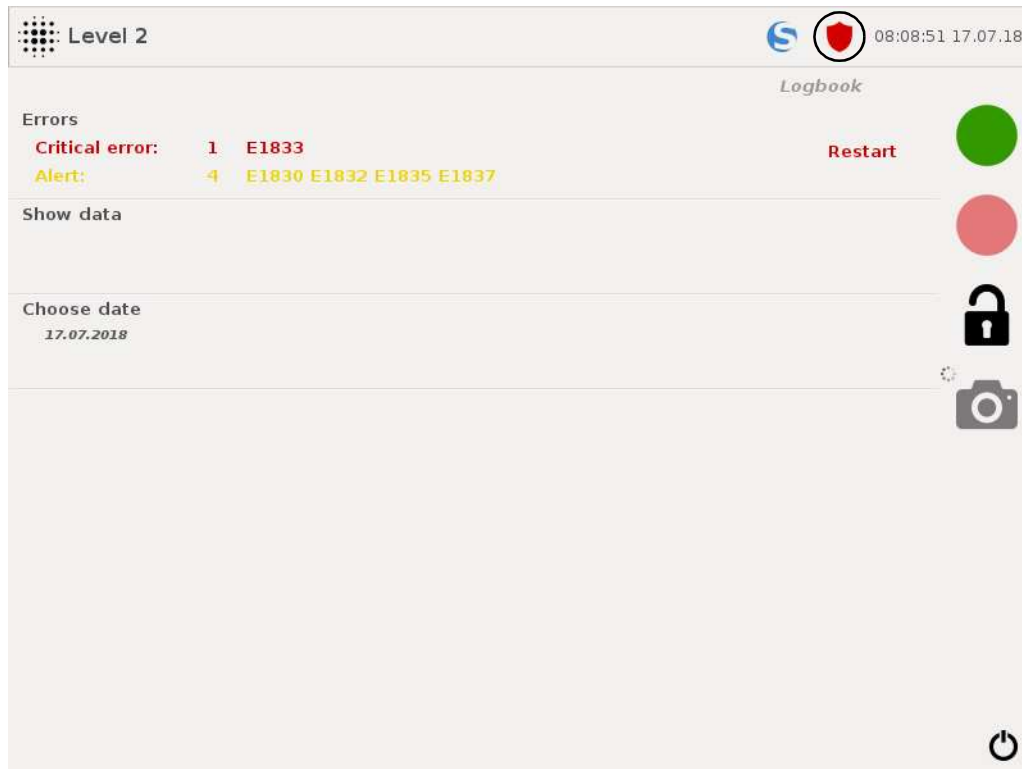 Level 2
08:08:51 17.07.18
Logbook
Errors
Critical error: 1 E1833
Restart
Alert: 4 E1830 E1832 E1835 E1837
Show data
Choose date
17.07.2018